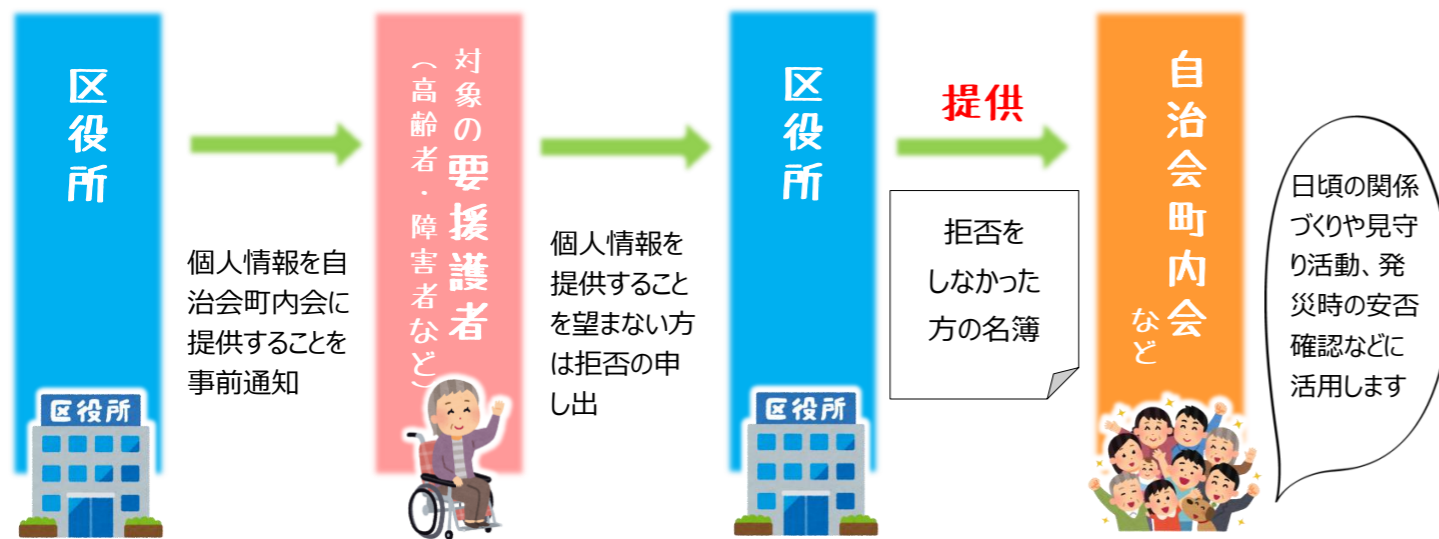 区役所
区役所
個人情報を自
治会町内会に
提供することを
事前通知
対象の要援護者
（高齢者・障害者など）
個人情報を
提供すること
を望まない方
は拒否の申
し出
区役所
区役所
提供
拒否を
しなかった
方の名簿
自治会町内会
など
日頃の関係
づくりや見守
り活動、発
災時の安否
確認などに
活用します